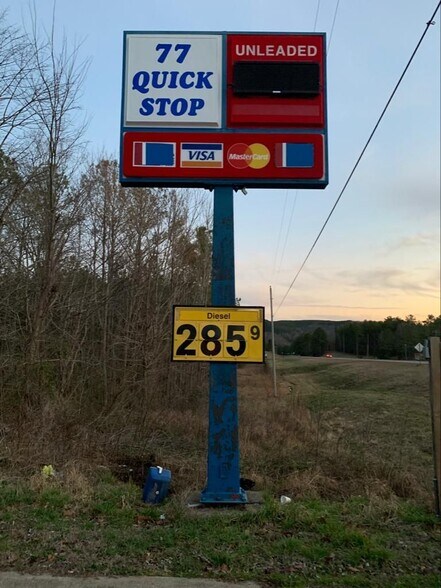 77
QUICK
STOP
UNLEADED
VISA
MasterCard
Diesel
285 9